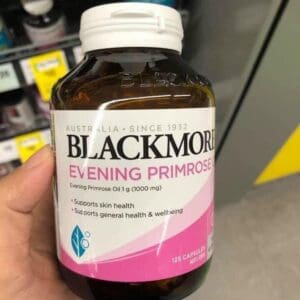 AUSTRALIA • SINCE 1932
BLACKMORE
EVENING PRIMROSE
Evening Primrose Oil 1 g (1000 mg)
• Supports skin health
• Supports general health & wellbeing
125 CAPSULES